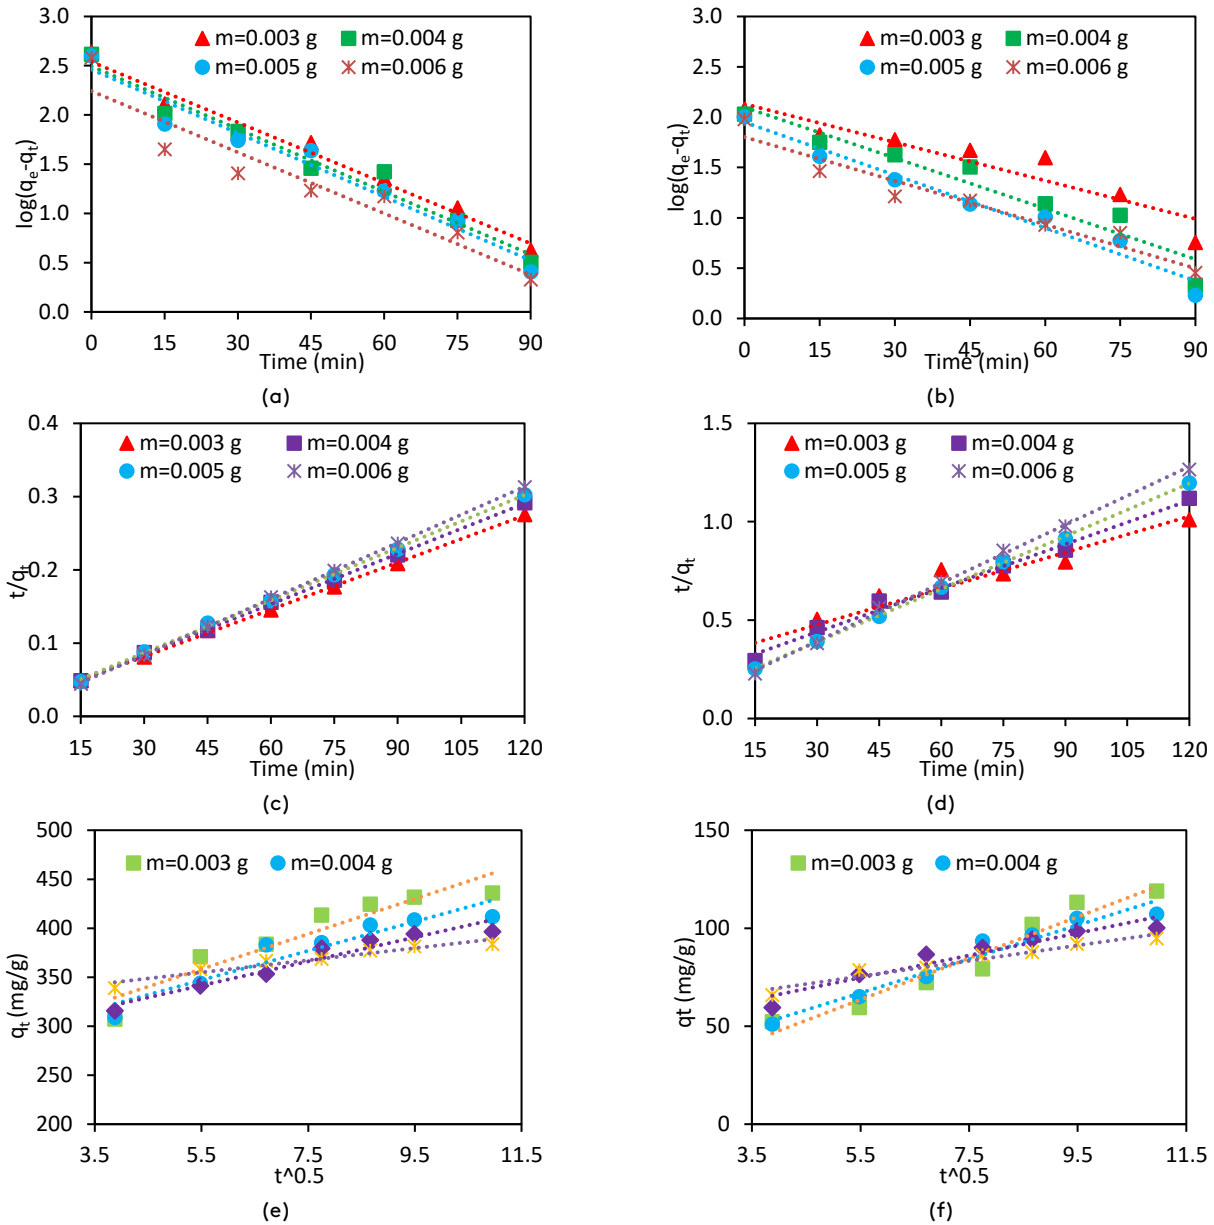 3.0
2.5
2.0
1.5
1.0
0.5
0.0
log(qe-qt)
m=0.003 g m=0.004 g
m=0.005 g m=0.006 g
0 15 30 45 60 75 90
Time (min)
(a)
3.0
2.5
2.0
1.5
1.0
0.5
0.0
log(qe-qt)
m=0.003 g m=0.004 g
m=0.005 g m=0.006 g
0 15 30 45 60 75 90
Time (min)
(b)
0.4
0.3
0.2
0.1
0.0
t/qt
m=0.003 g m=0.004 g
m=0.005 g m=0.006 g
15 30 45 60 75 90 105 120
Time (min)
(c)
1.5
1.0
0.5
0.0
t/qt
m=0.003 g m=0.004 g
m=0.005 g m=0.006 g
15 30 45 60 75 90 105 120
Time (min)
(d)
500
450
400
350
300
250
200
qt (mg/g)
m=0.003 g m=0.004 g
3.5 5.5 7.5 9.5 11.5
t^0.5
(e)
150
100
50
0
qt (mg/g)
m=0.003 g m=0.004 g
3.5 5.5 7.5 9.5 11.5
t^0.5
(f)